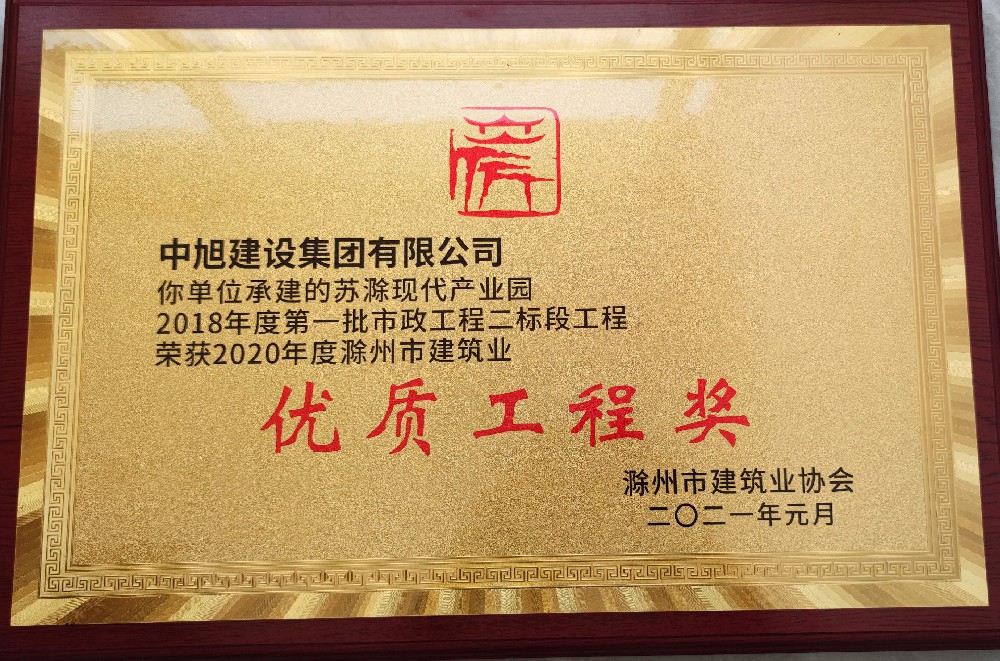 中旭建设集团有限公司
你单位承建的苏滁现代产业园
2018年度第一批市政工程二标段工程
荣获2020年度滁州市建筑业
优质工程奖
滁州市建筑业协会
二〇二一年元月